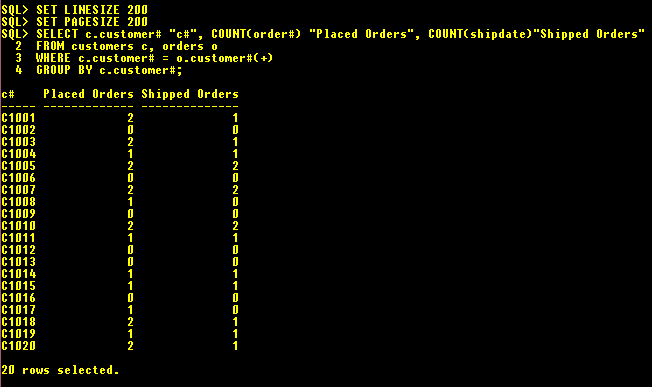 SQL> SET LINESIZE 200
SQL> SET PAGESIZE 200
SQL> SELECT c.customer# "c#", COUNT(order#) "Placed Orders", COUNT(shipdate)"Shipped Orders"
  2  FROM customers c, orders o
  3  WHERE c.customer# = o.customer#(+)
  4  GROUP BY c.customer#;
c#    Placed Orders Shipped Orders
----- ------------- --------------
C1001             2              1
C1002             0              0
C1003             2              1
C1004             1              1
C1005             2              2
C1006             0              0
C1007             2              2
C1008             1              0
C1009             0              0
C1010             2              2
C1011             1              1
C1012             0              0
C1013             0              0
C1014             1              1
C1015             1              1
C1016             0              0
C1017             1              0
C1018             2              1
C1019             1              1
C1020             2              1
20 rows selected.